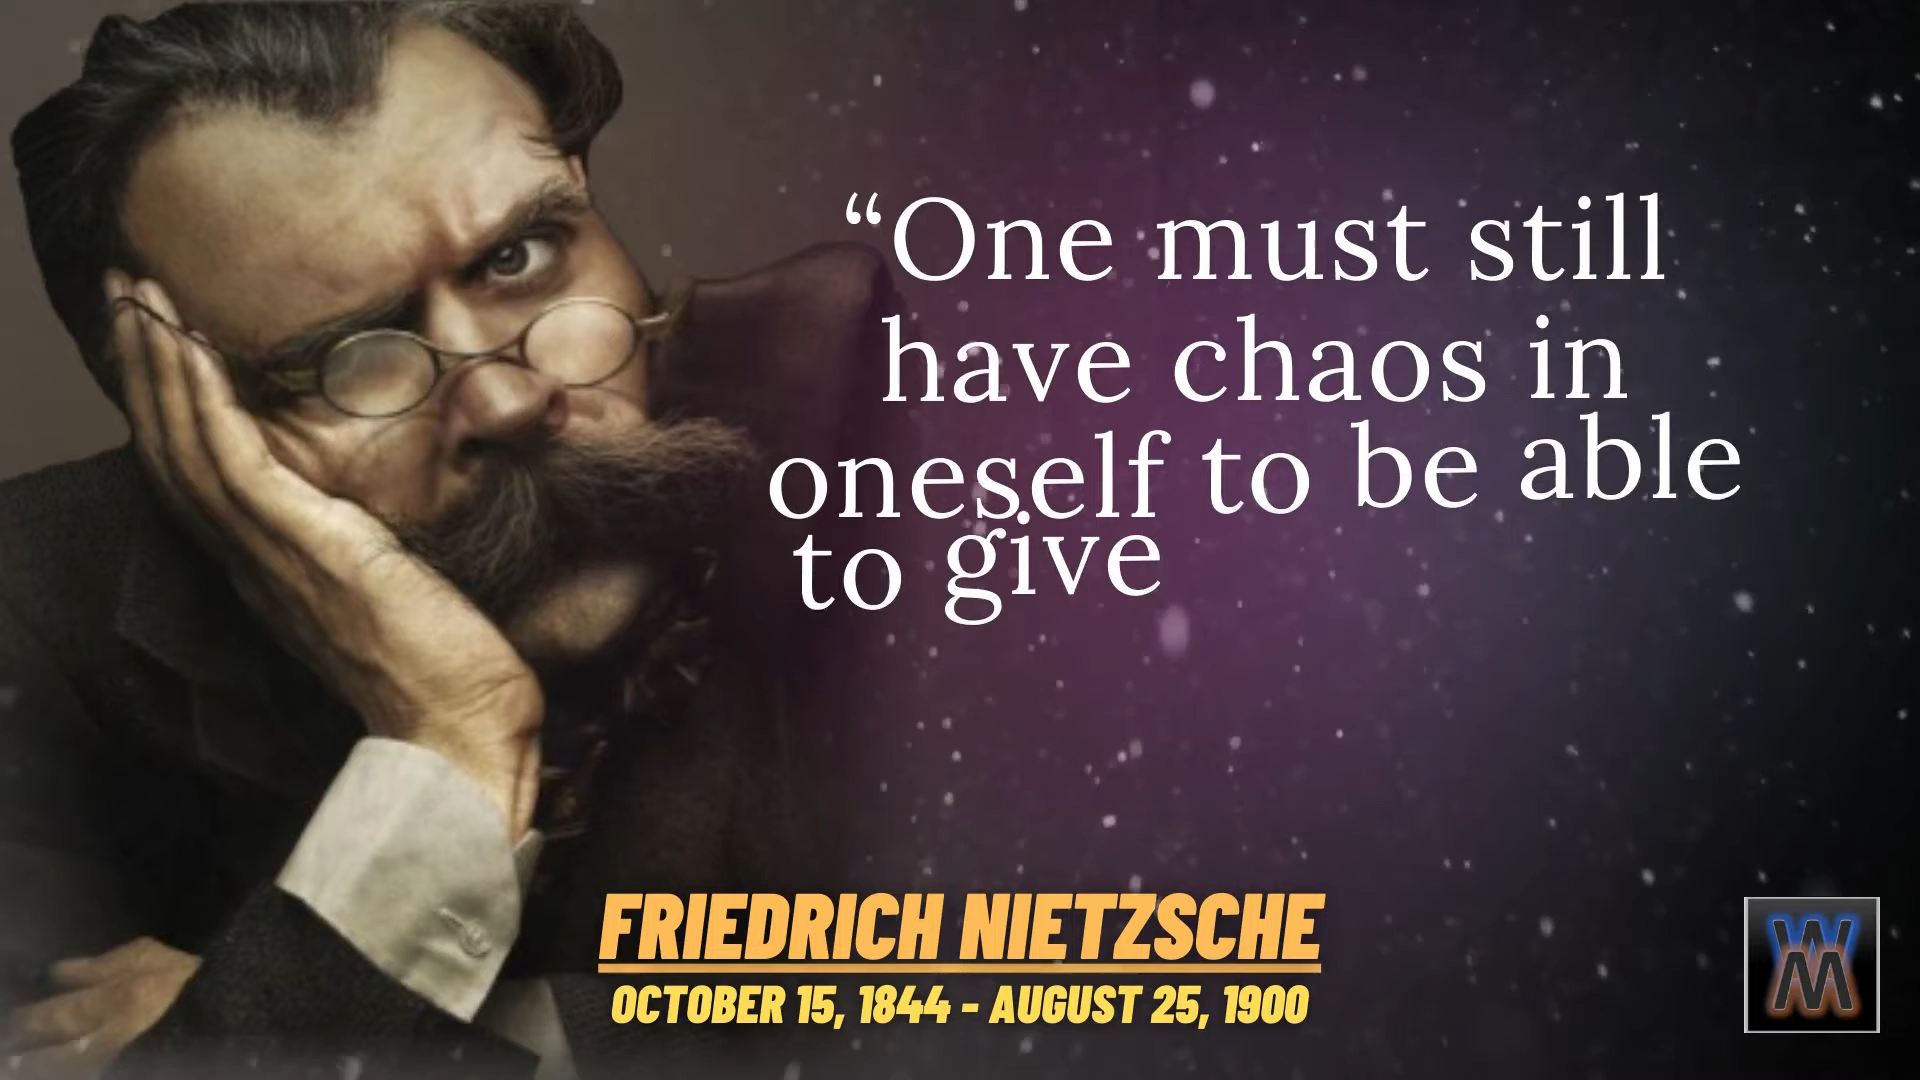 “One must still
have chaos in
oneself to be able
to give
FRIEDRICH NIETZSCHE
OCTOBER 15, 1844 - AUGUST 25, 1900
WM